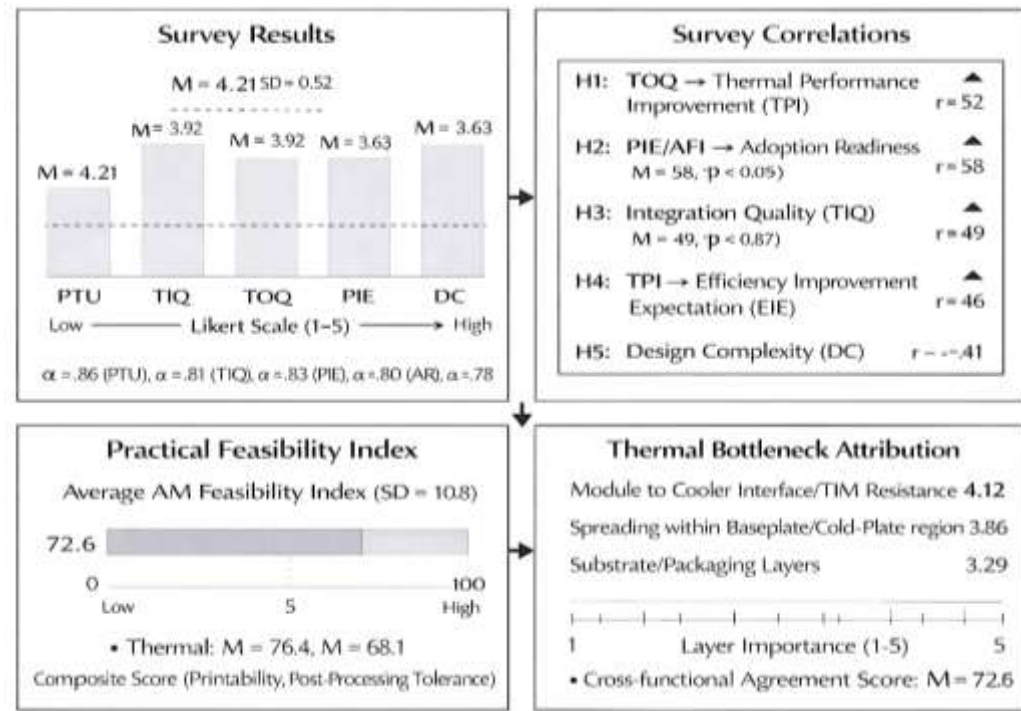 Survey Results
M = 4.21 SD = 0.52
M = 4.21
M = 3.92
M = 3.92
M = 3.63
M = 3.63
PTU TIQ TOQ PIE DC
Low Likert Scale (1–5) High
α = .86 (PTU), α = .81 (TIQ), α = .83 (PIE), α = .80 (AR), α = .78
Survey Correlations
H1: TOQ → Thermal Performance
Improvement (TPI) r = 52
H2: PIE/AFI → Adoption Readiness
M = 58, p < 0.05) r = 58
H3: Integration Quality (TIQ)
M = 49, p < 0.87) r = 49
H4: TPI → Efficiency Improvement
Expectation (EIE) r = 46
H5: Design Complexity (DC) r – -=.41
Practical Feasibility Index
Average AM Feasibility Index (SD = 10.8)
72.6
0 100
Low 5 High
• Thermal: M = 76.4, M = 68.1
Composite Score (Printability, Post-Processing Tolerance)
Thermal Bottleneck Attribution
Module to Cooler Interface/TIM Resistance 4.12
Spreading within Baseplate/Cold-Plate region 3.86
Substrate/Packaging Layers 3.29
1 Layer Importance (1-5) 5
• Cross-functional Agreement Score: M = 72.6